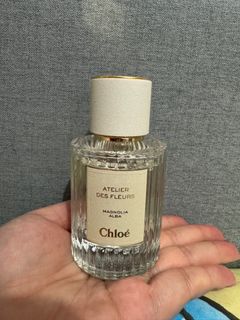 ATELIER
DES FLEURS
MAGNOLIA
ALBA
Chloé